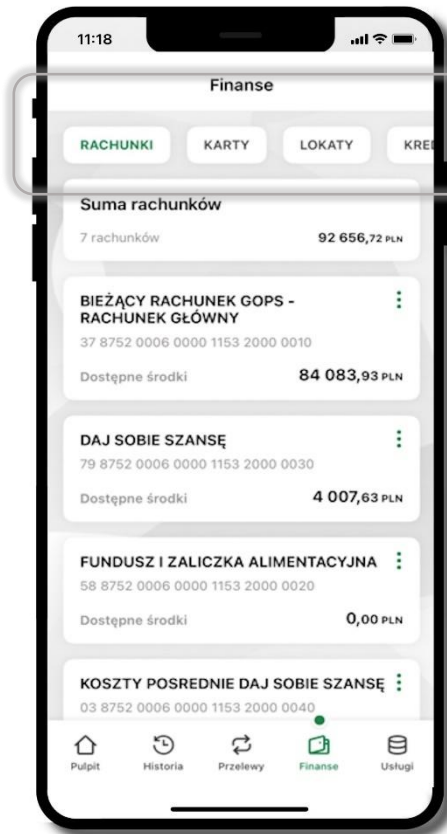 11:18
Finanse
RACHUNKI KARTY LOKATY KRED
Suma rachunków
7 rachunków 92 656,72 PLN
BIEŻĄCY RACHUNEK GOPS -
RACHUNEK GŁÓWNY
37 8752 0006 0000 1153 2000 0010
Dostępne środki 84 083,93 PLN
DAJ SOBIE SZANSĘ
79 8752 0006 0000 1153 2000 0030
Dostępne środki 4 007,63 PLN
FUNDUSZ I ZALICZKA ALIMENTACYJNA
58 8752 0006 0000 1153 2000 0020
Dostępne środki 0,00 PLN
KOSZTY POSREDNIE DAJ SOBIE SZANSĘ
03 8752 0006 0000 1153 2000 0040
Pulpit Historia Przelewy Finanse Usługi